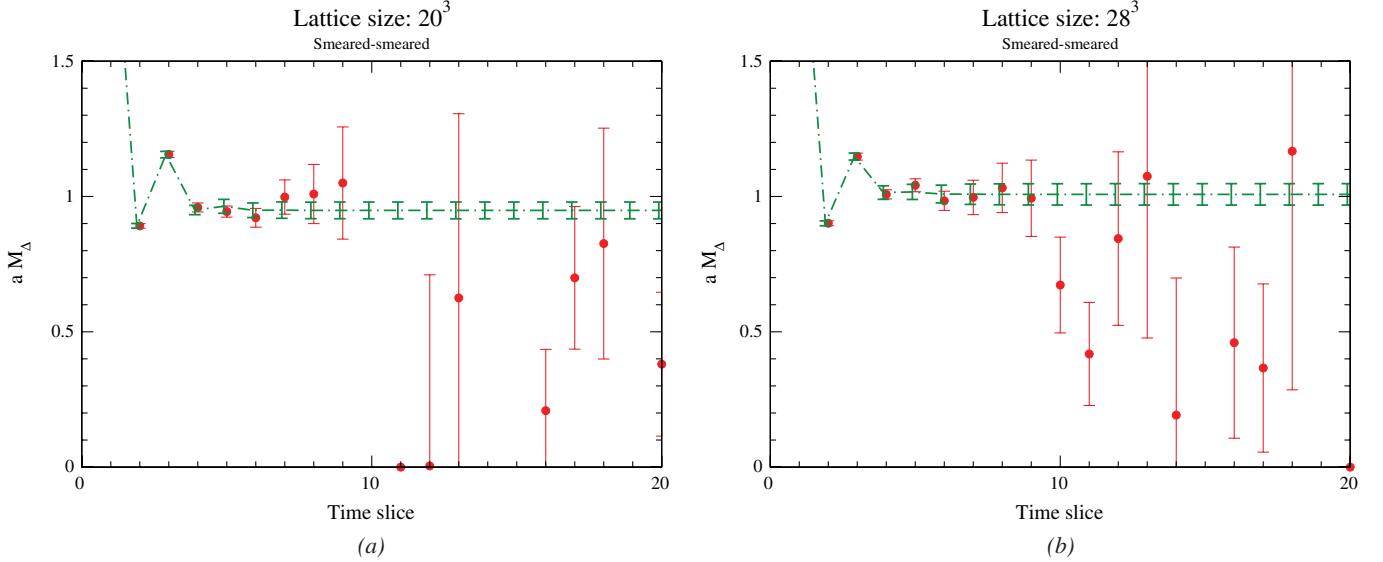 Lattice size: 20³
Smeared-smeared
1.5
1
0.5
0
a M_Δ
0
10
20
Time slice
(a)
Lattice size: 28³
Smeared-smeared
1.5
1
0.5
0
a M_Δ
0
10
20
Time slice
(b)